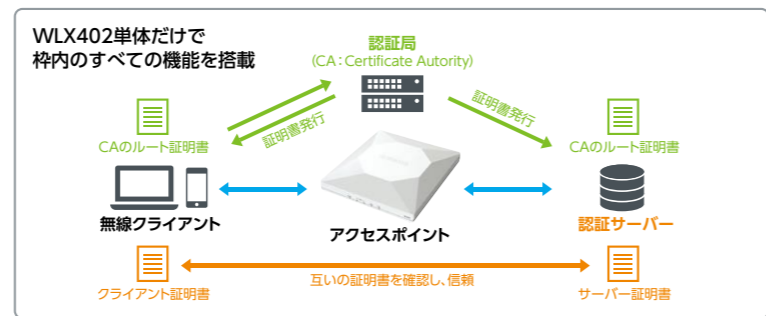 WLX402単体だけで
枠内のすべての機能を搭載
認証局
(CA：Certificate Autority)
証明書発行
証明書発行
CAのルート証明書
CAのルート証明書
無線クライアント
アクセスポイント
認証サーバー
互いの証明書を確認し、信頼
クライアント証明書
サーバー証明書